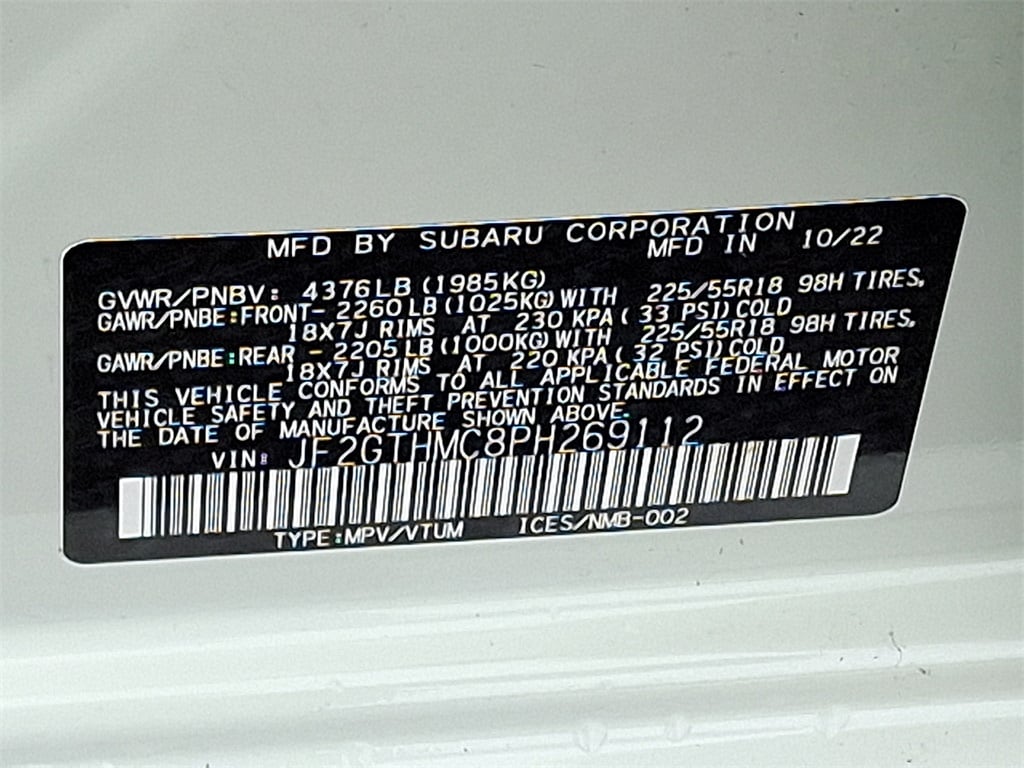 MFD BY SUBARU CORPORATION
MFD IN 10/22
GVWR/PNBV: 4376LB (1985KG)
GAWR/PNBE:FRONT- 2260LB (1025KG) WITH 225/55R18 98H TIRES,
18X7J RIMS AT 230 KPA ( 33 PSI) COLD
GAWR/PNBE:REAR - 2205LB (1000KG) WITH 225/55R18 98H TIRES,
18X7J RIMS AT 220 KPA ( 32 PSI) COLD
THIS VEHICLE CONFORMS TO ALL APPLICABLE FEDERAL MOTOR
VEHICLE SAFETY AND THEFT PREVENTION STANDARDS IN EFFECT ON
THE DATE OF MANUFACTURE SHOWN ABOVE.
VIN: JF2GTHMC8PH269112
TYPE:MPV/VTUM ICES/NMB-002